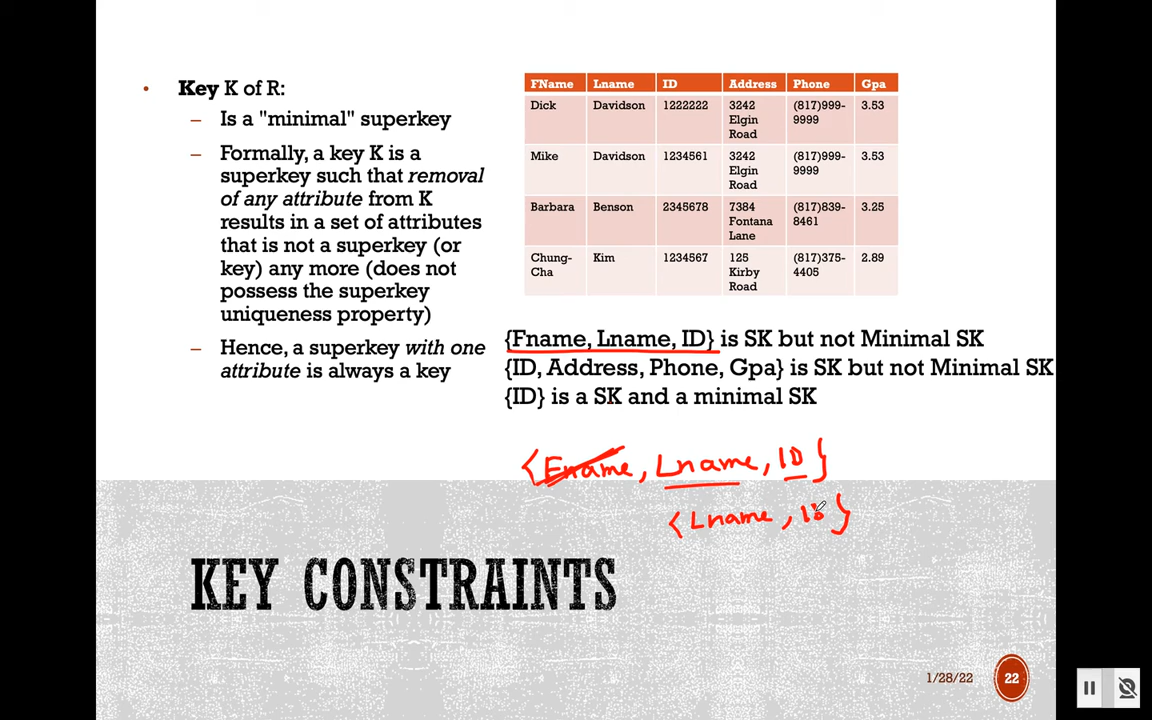 • Key K of R:
– Is a "minimal" superkey
– Formally, a key K is a
superkey such that removal
of any attribute from K
results in a set of attributes
that is not a superkey (or
key) any more (does not
possess the superkey
uniqueness property)
– Hence, a superkey with one
attribute is always a key
FName Lname ID Address Phone Gpa
Dick Davidson 1222222 3242 (817)999- 3.53
Elgin 9999
Road
Mike Davidson 1234561 3242 (817)999- 3.53
Elgin 9999
Road
Barbara Benson 2345678 7384 (817)839- 3.25
Fontana 8461
Lane
Chung- Kim 1234567 125 (817)375- 2.89
Cha Kirby 4405
Road
{Fname, Lname, ID} is SK but not Minimal SK
{ID, Address, Phone, Gpa} is SK but not Minimal SK
{ID} is a SK and a minimal SK
{Fname, Lname, ID}
{Lname, ID}
KEY CONSTRAINTS
1/28/22 22